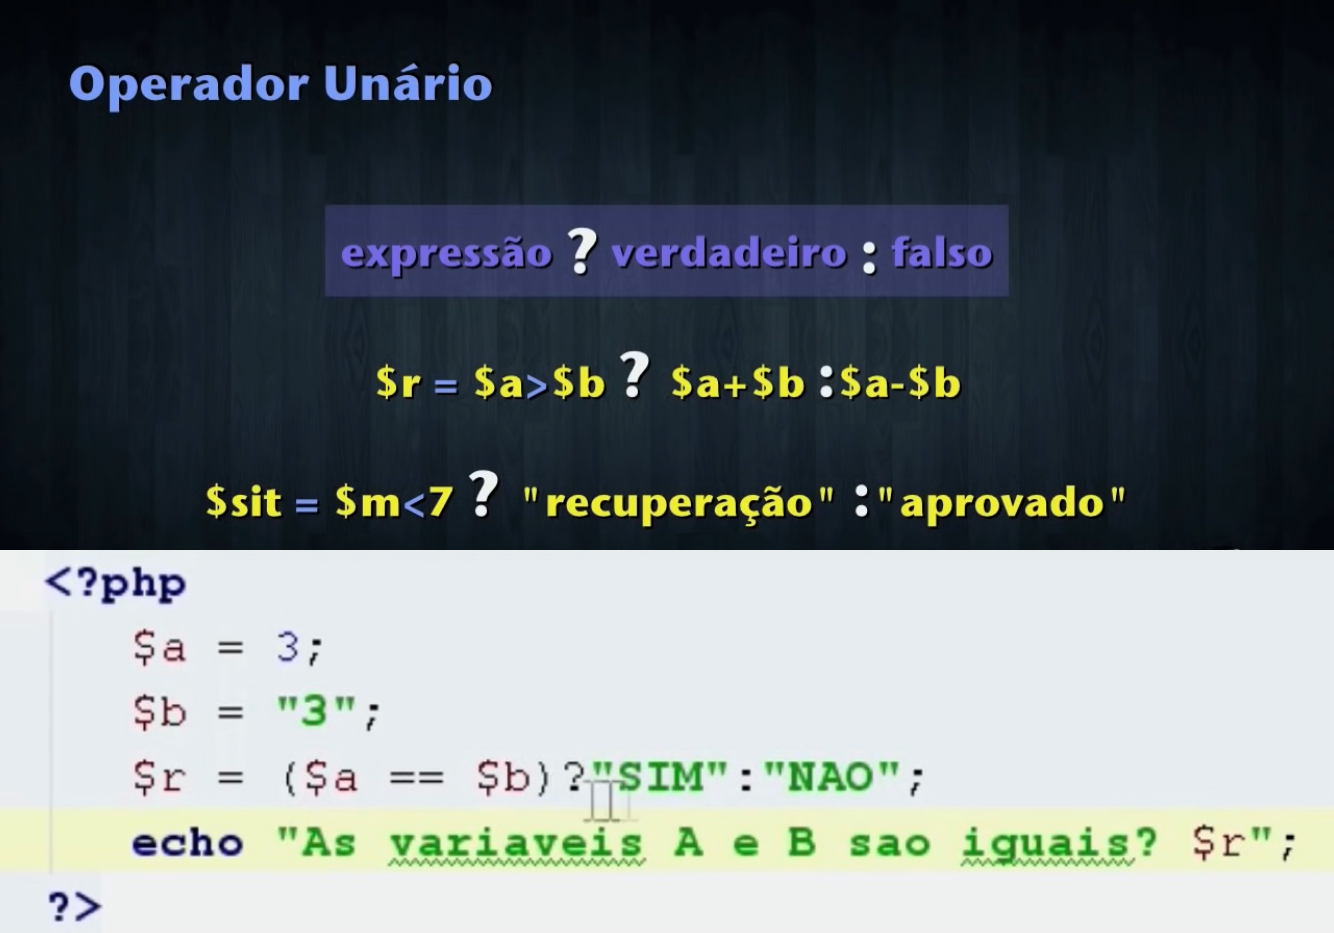 Operador Unário
expressão ? verdadeiro : falso
$r = $a>$b ? $a+$b :$a-$b
$sit = $m<7 ? "recuperação" :"aprovado"
<?php
$a = 3;
$b = "3";
$r = ($a == $b)?"SIM":"NAO";
echo "As variaveis A e B sao iguais? $r";
?>